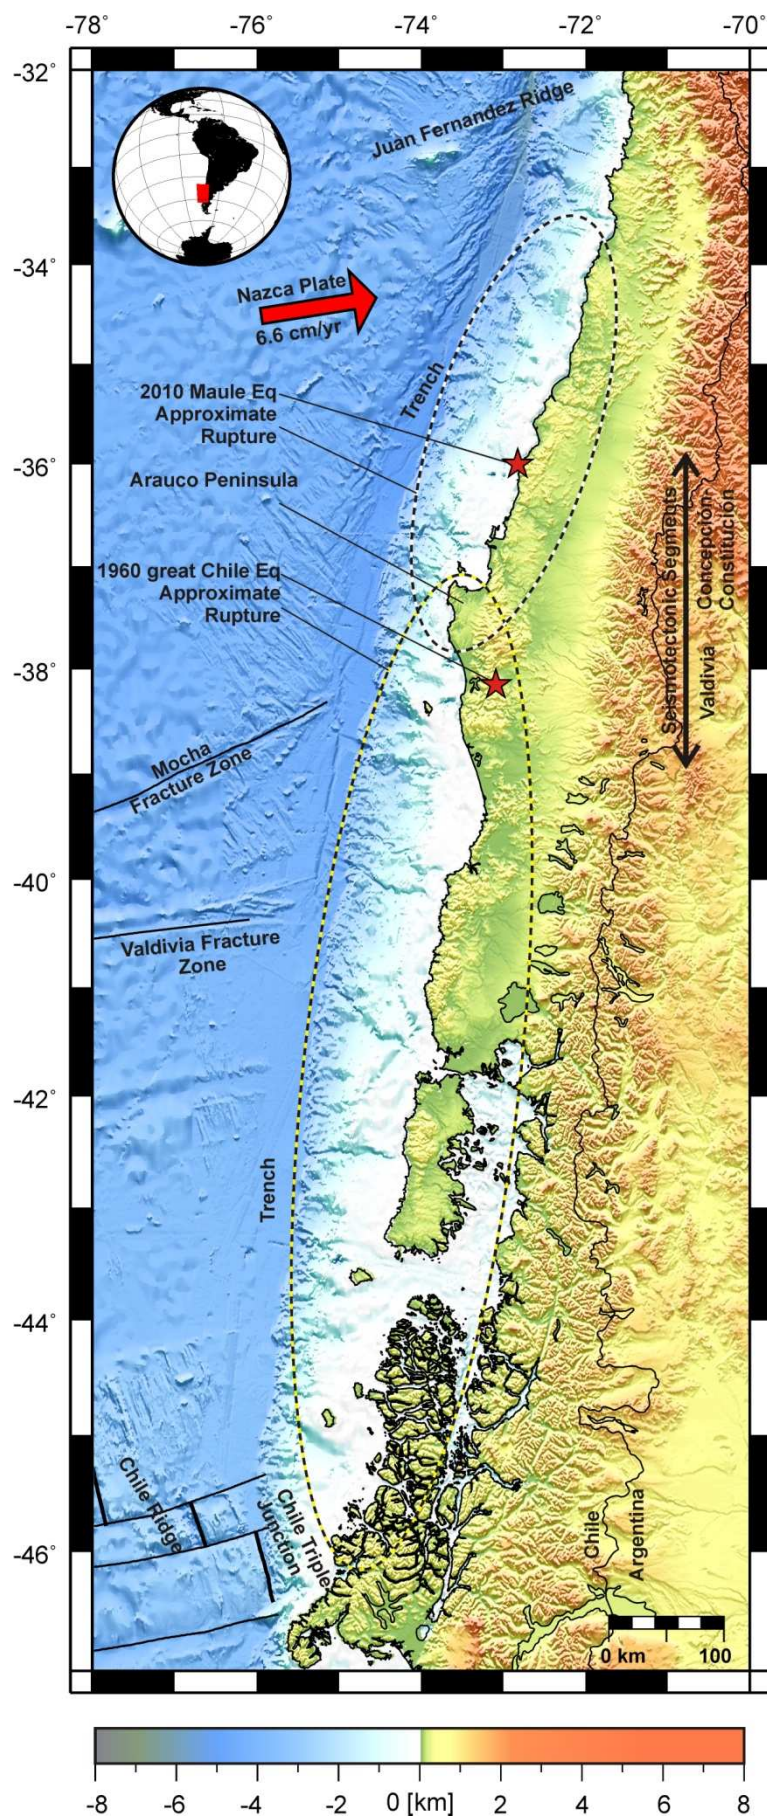 -78 -76 -74 -72 -70
-32°
-34°
-36°
-38°
-40°
-42°
-44°
-46°
Juan Fernandez Ridge
Nazca Plate
6.6 cm/yr
Trench
2010 Maule Eq
Approximate
Rupture
Arauco Peninsula
1960 great Chile Eq
Approximate
Rupture
Seismotectonic Segments
Concepcion-
Constitucion
Valdivia
Mocha
Fracture Zone
Valdivia Fracture
Zone
Trench
Chile Ridge
Chile Triple
Junction
Chile
Argentina
0 km 100
-8 -6 -4 -2 0 [km] 2 4 6 8